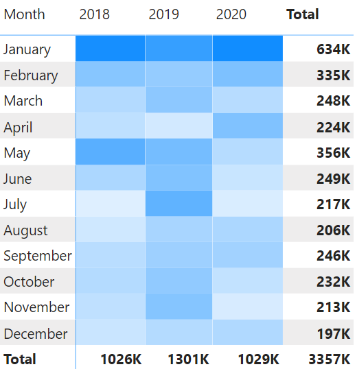 Month 2018 2019 2020 Total
January 634K
February 335K
March 248K
April 224K
May 356K
June 249K
July 217K
August 206K
September 246K
October 232K
November 213K
December 197K
Total 1026K 1301K 1029K 3357K